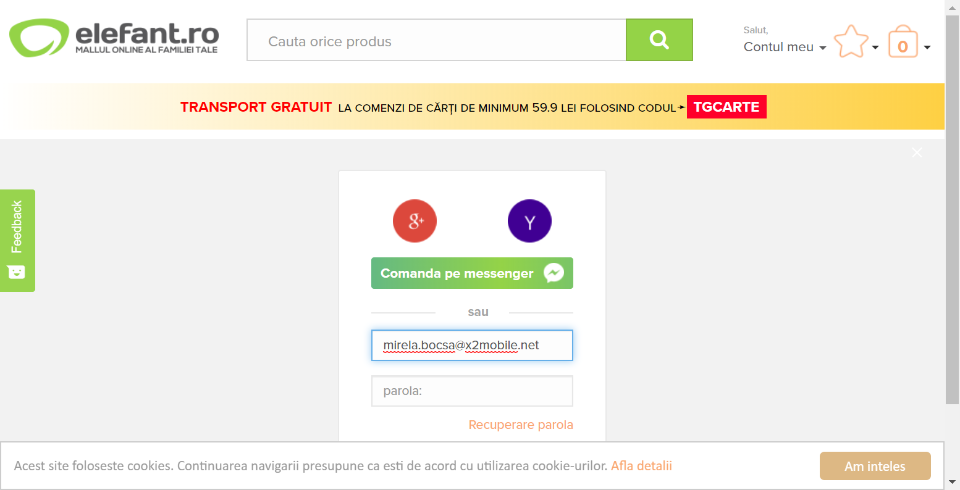 elefant.ro
MALLUL ONLINE AL FAMILIEI TALE
Cauta orice produs
Salut,
Contul meu
0
TRANSPORT GRATUIT LA COMENZI DE CĂRȚI DE MINIMUM 59.9 LEI FOLOSIND CODUL TGCARTE
Feedback
g+
Y
Comanda pe messenger
sau
mirela.bocsa@x2mobile.net
parola:
Recuperare parola
Acest site foloseste cookies. Continuarea navigarii presupune ca esti de acord cu utilizarea cookie-urilor. Afla detalii
Am inteles